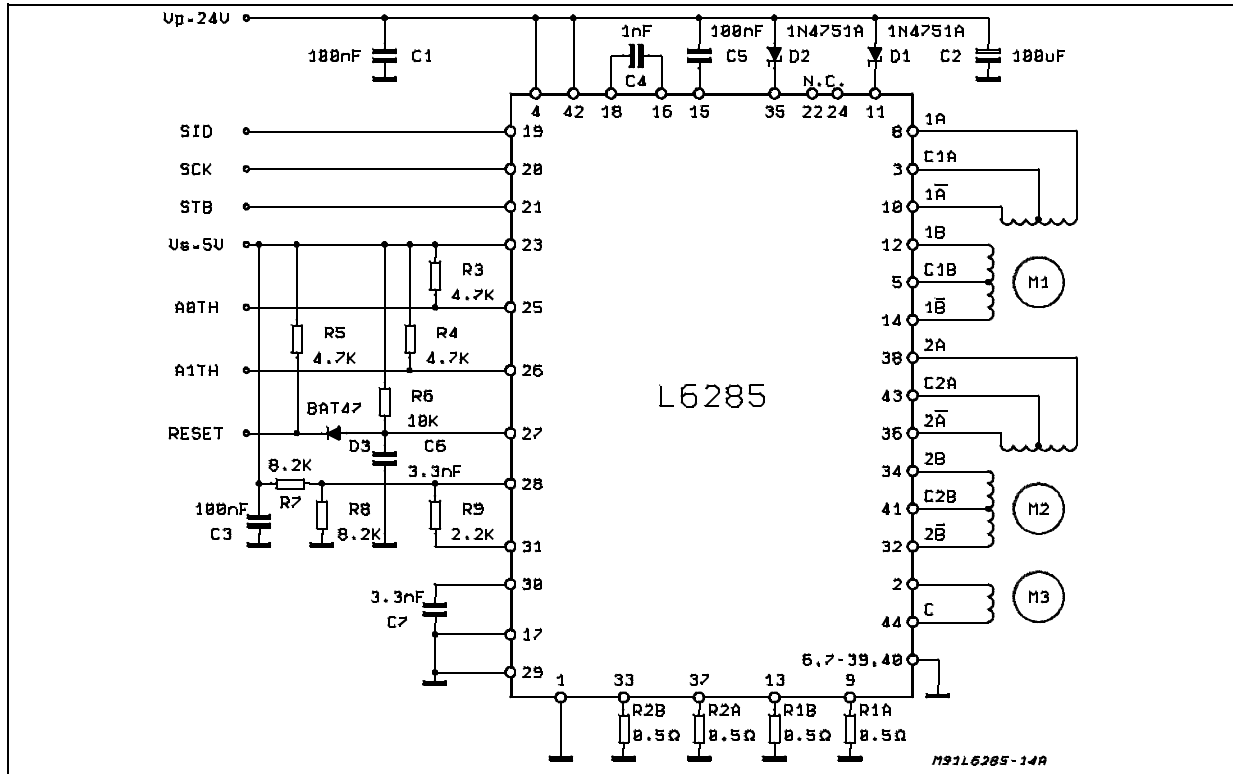 Vp=24V
100nF C1
1nF
C4
100nF
C5
1N4751A
D2
1N4751A
D1
C2
100uF
N.C.
4 42 18 16 15 35 22 24 11
SID 19
SCK 20
STB 21
Vs=5V 23
R3
4.7K
A0TH 25
R5
4.7K
R4
4.7K
A1TH 26
R6
10K
BAT47
D3
RESET 27
C6
3.3nF
8.2K
R7
28
100nF
C3
R8
8.2K
R9
2.2K
31
30
3.3nF
C7
17
29
L6285
8 1A
3 C1A
10 1A̅
12 1B
5 C1B
14 1B̅
M1
38 2A
43 C2A
36 2A̅
34 2B
41 C2B
32 2B̅
M2
2
44 C
M3
6,7-39,40
1 33 37 13 9
R2B
0.5Ω
R2A
0.5Ω
R1B
0.5Ω
R1A
0.5Ω
M91L6285-14A